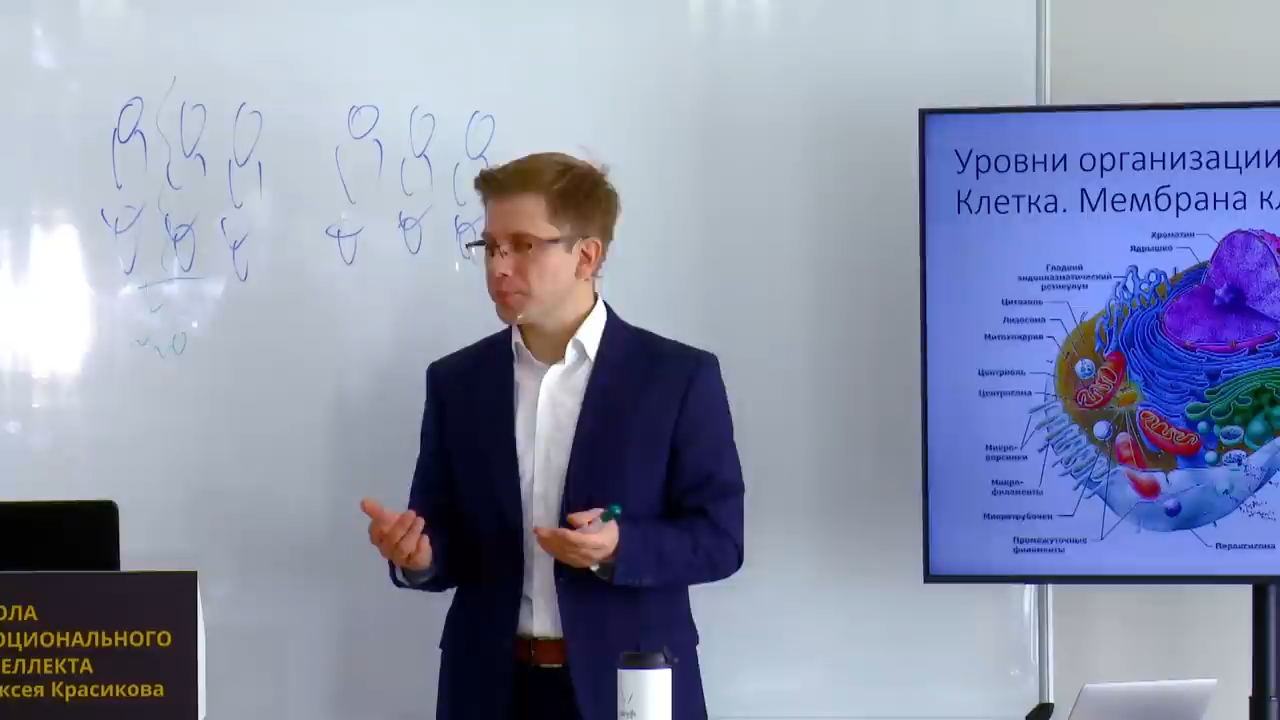 Уровни организации
Клетка. Мембрана кл
Хроматин
Ядрышко
Гладкий
эндоплазматический
ретикулум
Цитозоль
Лизосома
Митохондрия
Центриоль
Центросома
Микро-
ворсинки
Микро-
филаменты
Микротрубочки
Промежуточные
филаменты
Пероксисома
ОЛА
ОЦИОНАЛЬНОГО
ЕЛЛЕКТА
ксея Красикова